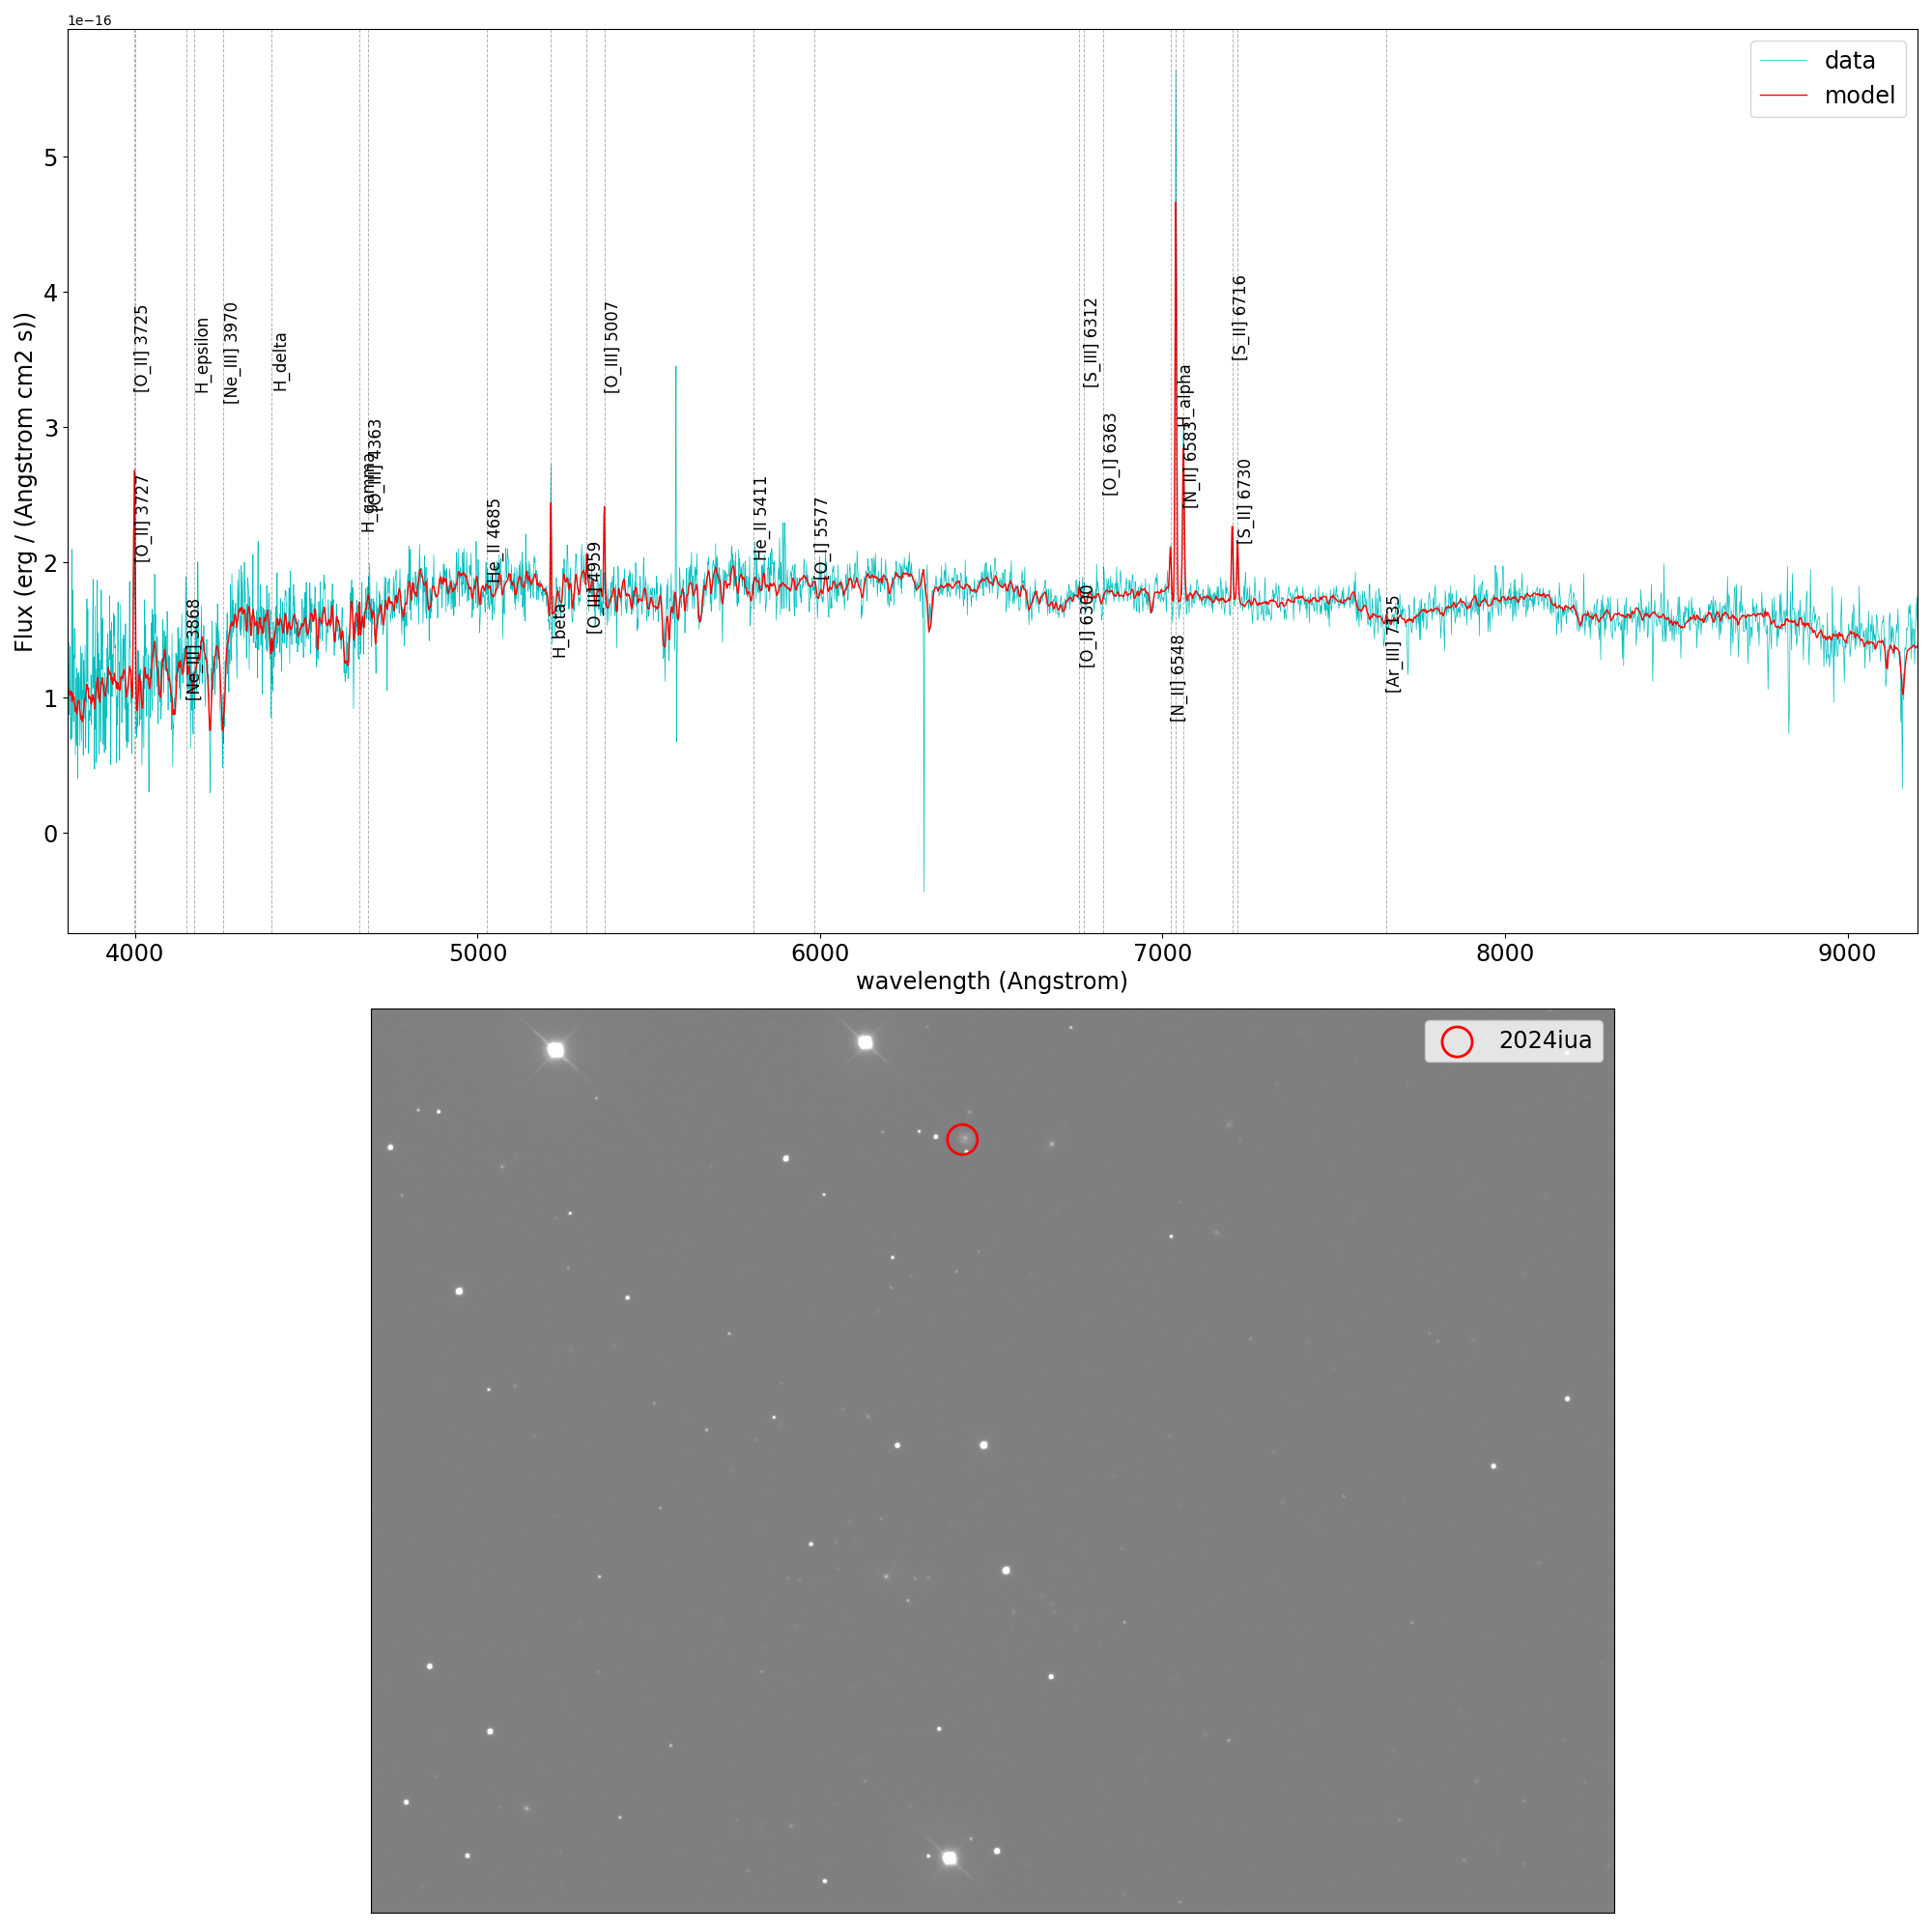 1e−16
data
model
Flux (erg / (Angstrom cm2 s))
5
4
3
2
1
0
[O_II] 3725
[O_II] 3727
[Ne_III] 3868
H_epsilon
[Ne_III] 3970
H_delta
H_gamma
[O_III] 4363
He_II 4685
H_beta
[O_III] 4959
[O_III] 5007
He_II 5411
[O_I] 5577
[O_I] 6300
[S_III] 6312
[O_I] 6363
[N_II] 6548
H_alpha
[N_II] 6583
[S_II] 6716
[S_II] 6730
[Ar_III] 7135
4000 5000 6000 7000 8000 9000
wavelength (Angstrom)
2024iua